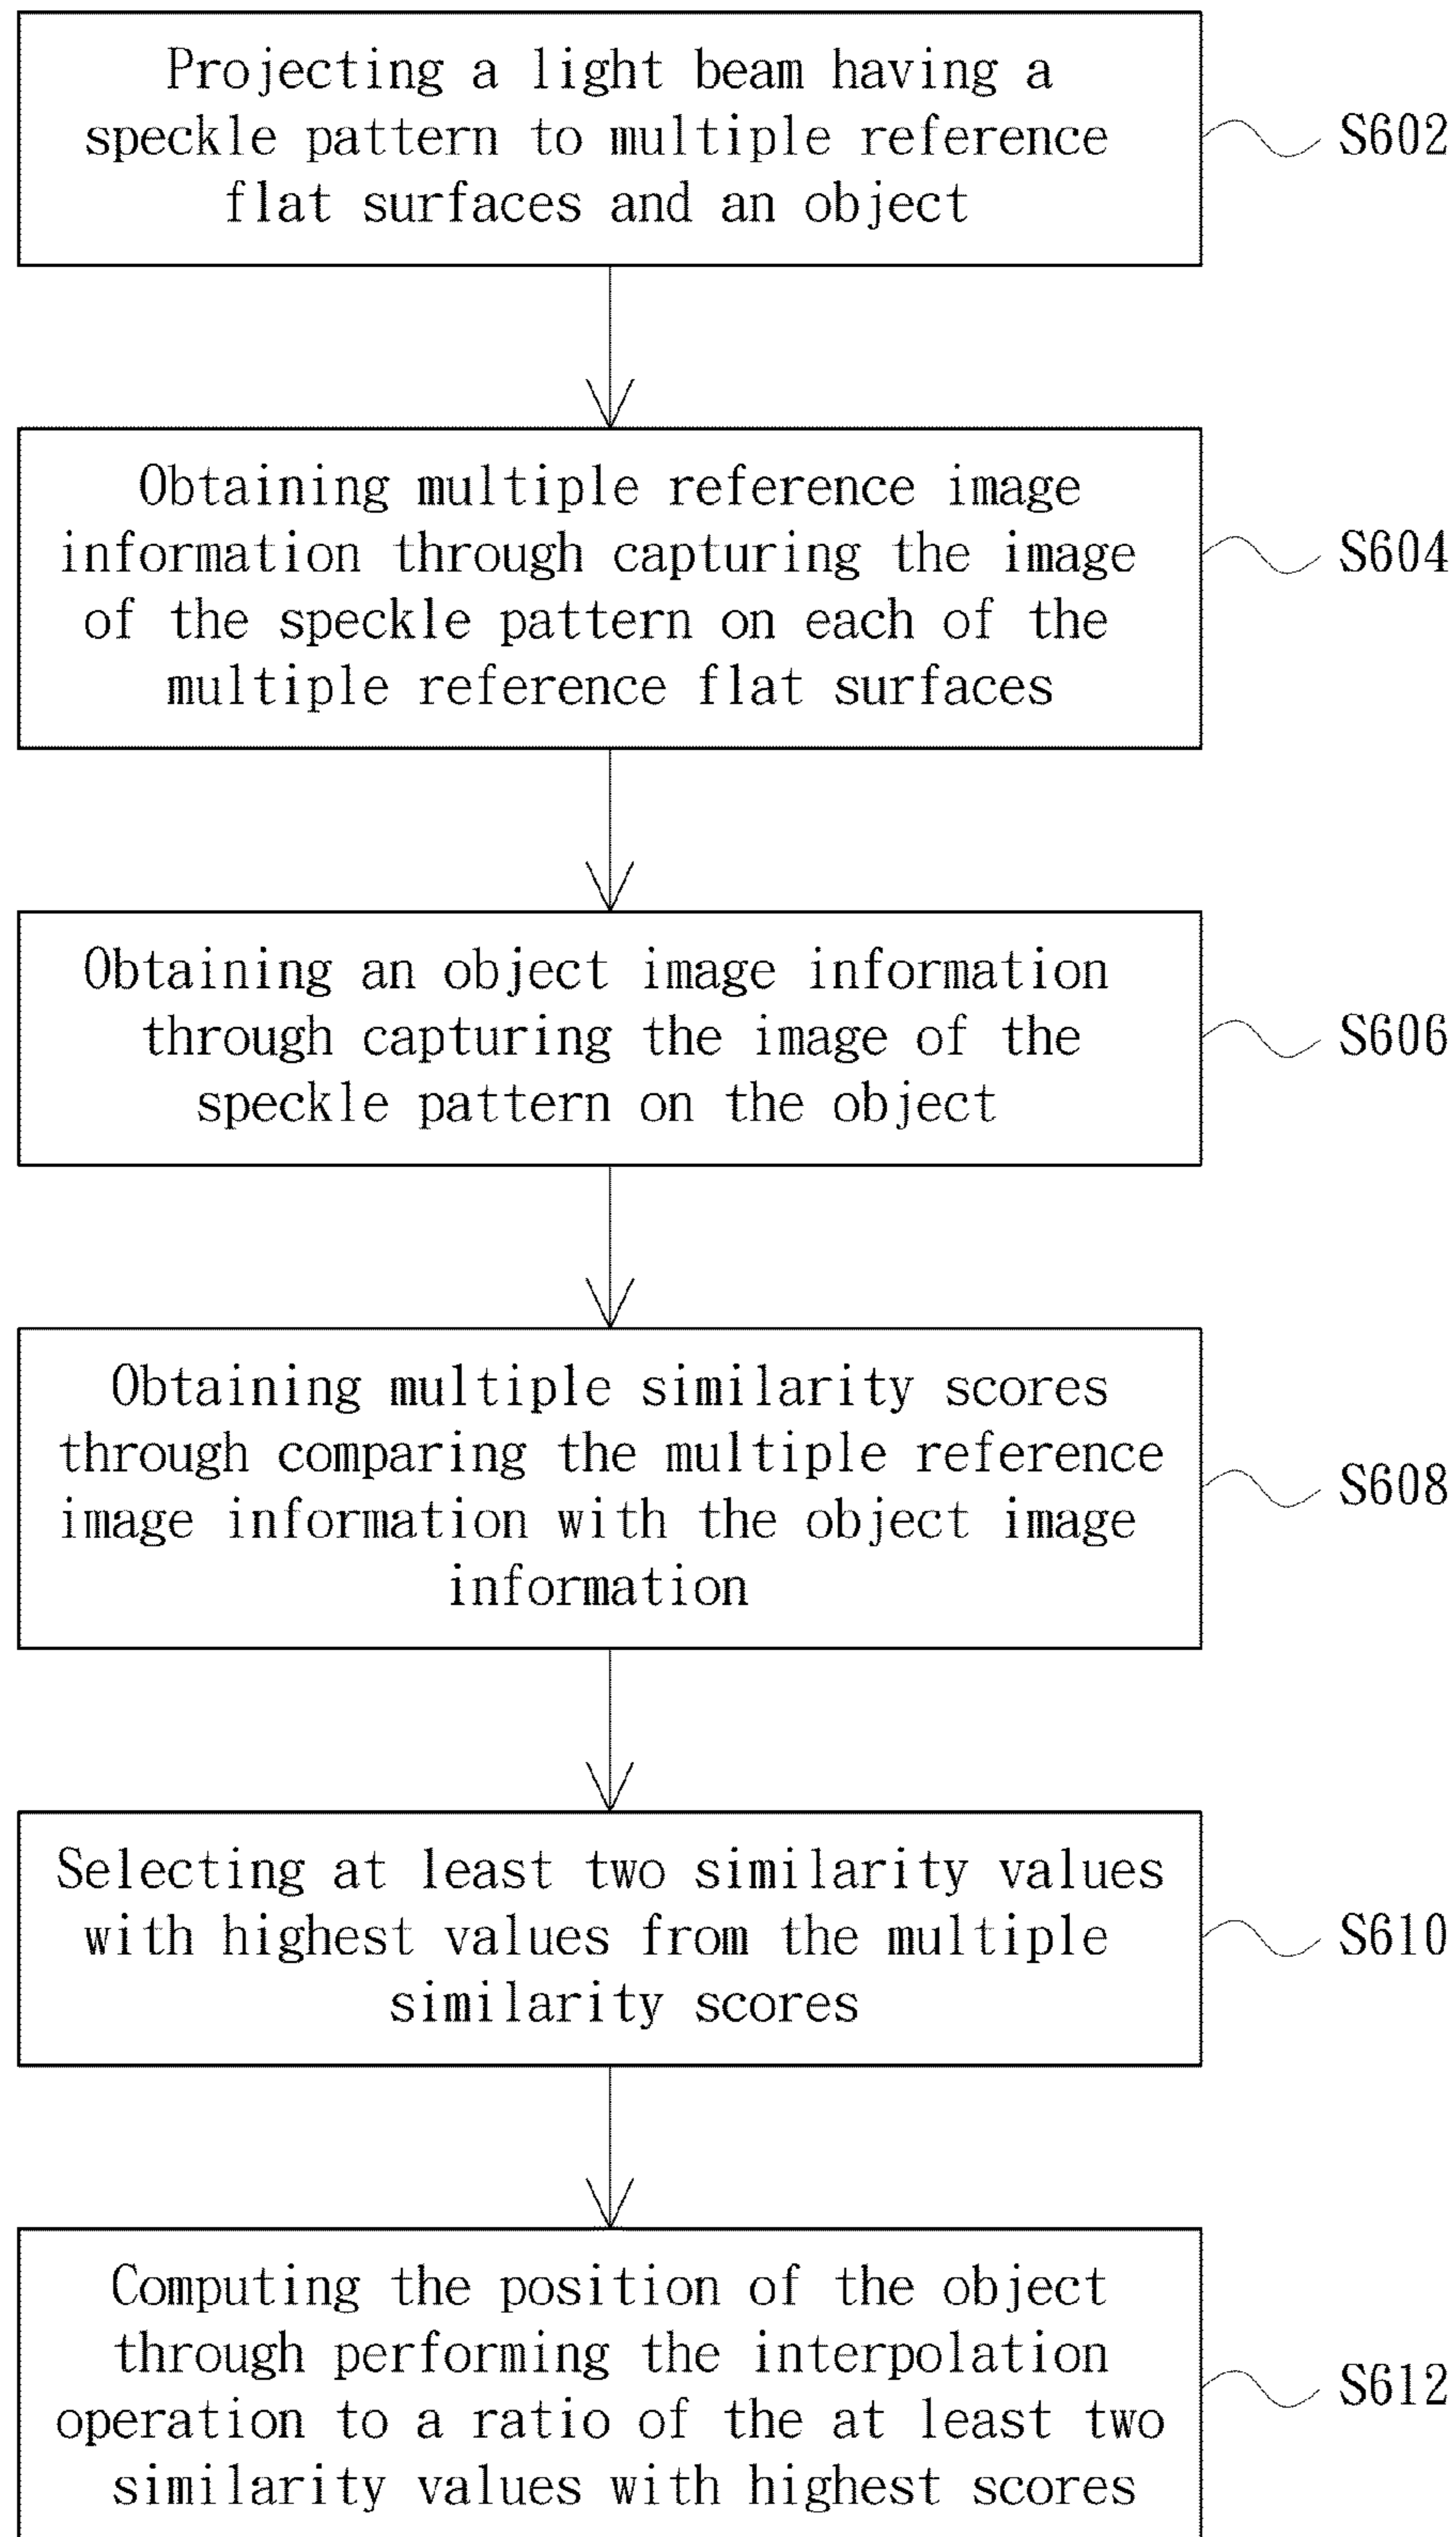 Projecting a light beam having a
speckle pattern to multiple reference
flat surfaces and an object
S602
Obtaining multiple reference image
information through capturing the image
of the speckle pattern on each of the
multiple reference flat surfaces
S604
Obtaining an object image information
through capturing the image of the
speckle pattern on the object
S606
Obtaining multiple similarity scores
through comparing the multiple reference
image information with the object image
information
S608
Selecting at least two similarity values
with highest values from the multiple
similarity scores
S610
Computing the position of the object
through performing the interpolation
operation to a ratio of the at least two
similarity values with highest scores
S612